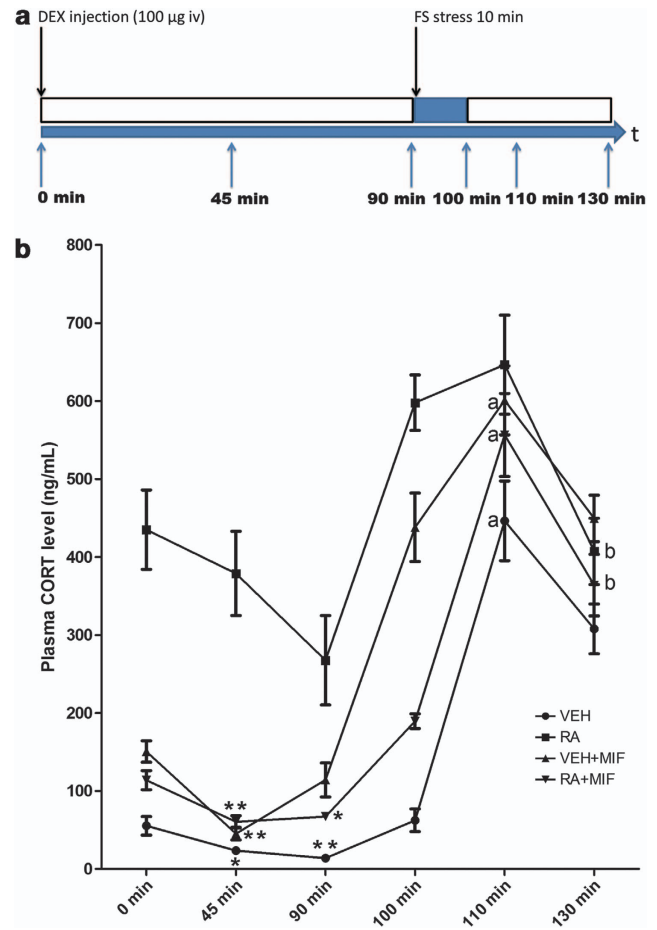 a
DEX injection (100 µg iv) FS stress 10 min
t
0 min 45 min 90 min 100 min 110 min 130 min
b
Plasma CORT level (ng/mL)
800
700
600
500
400
300
200
100
0
a
a
a
b
b
**
**
*
*
**
VEH
RA
VEH+MIF
RA+MIF
0 min 45 min 90 min 100 min 110 min 130 min